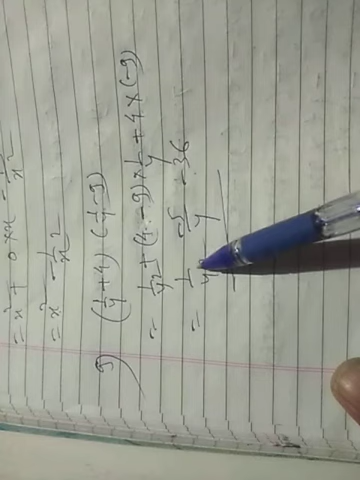 = x² + 0 × x - 1/x²
= x² - 1/x²
g) (1/y + 4) (1/y - 9)
= 1/y² + (4 - 9) × 1/y + 4 × (-9)
= 1/y² - 5/y - 36